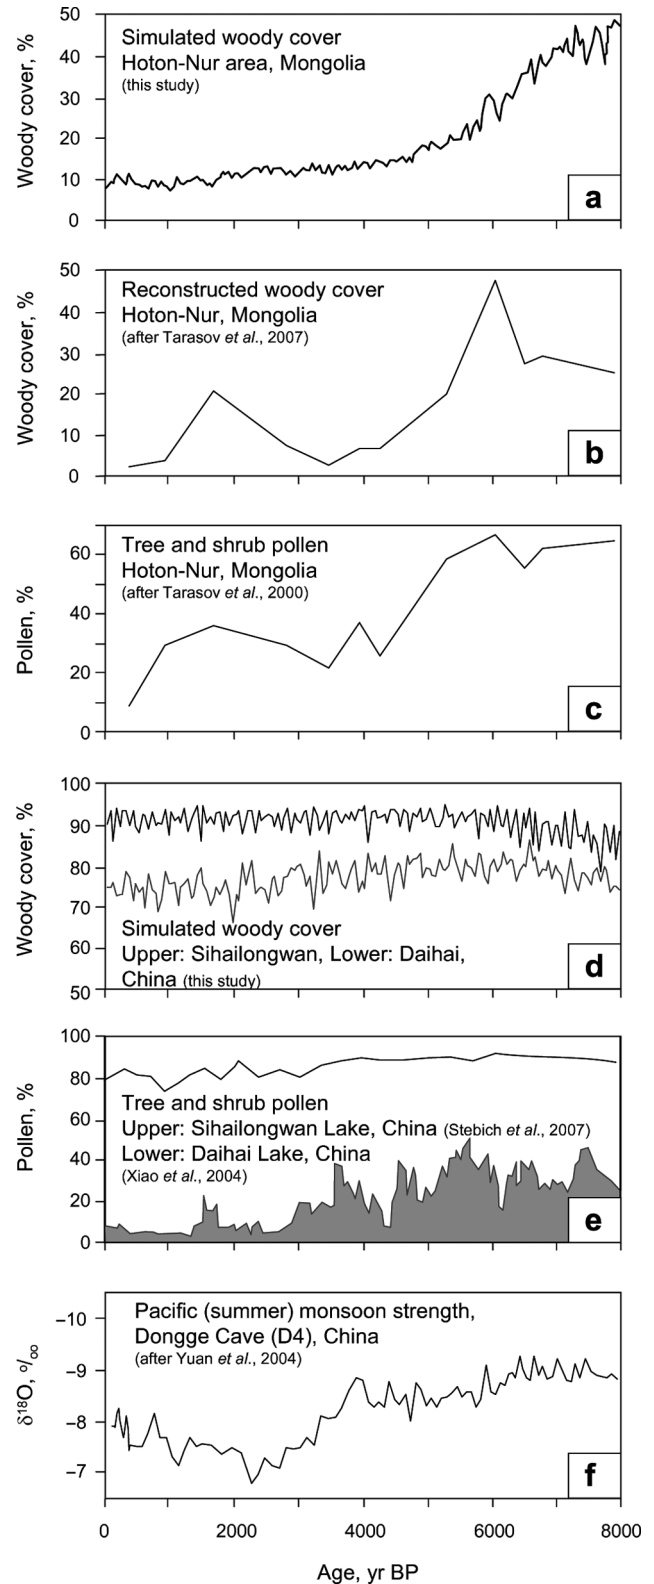 50
40
30
20
10
0
Woody cover, %
Simulated woody cover
Hoton-Nur area, Mongolia
(this study)
a
50
40
30
20
10
0
Woody cover, %
Reconstructed woody cover
Hoton-Nur, Mongolia
(after Tarasov et al., 2007)
b
60
40
20
0
Pollen, %
Tree and shrub pollen
Hoton-Nur, Mongolia
(after Tarasov et al., 2000)
c
100
90
80
70
60
50
Woody cover, %
Simulated woody cover
Upper: Sihailongwan, Lower: Daihai,
China (this study)
d
100
80
60
40
20
0
Pollen, %
Tree and shrub pollen
Upper: Sihailongwan Lake, China (Stebich et al., 2007)
Lower: Daihai Lake, China
(Xiao et al., 2004)
e
−10
−9
−8
−7
δ18O, ‰
Pacific (summer) monsoon strength,
Dongge Cave (D4), China
(after Yuan et al., 2004)
f
0 2000 4000 6000 8000
Age, yr BP